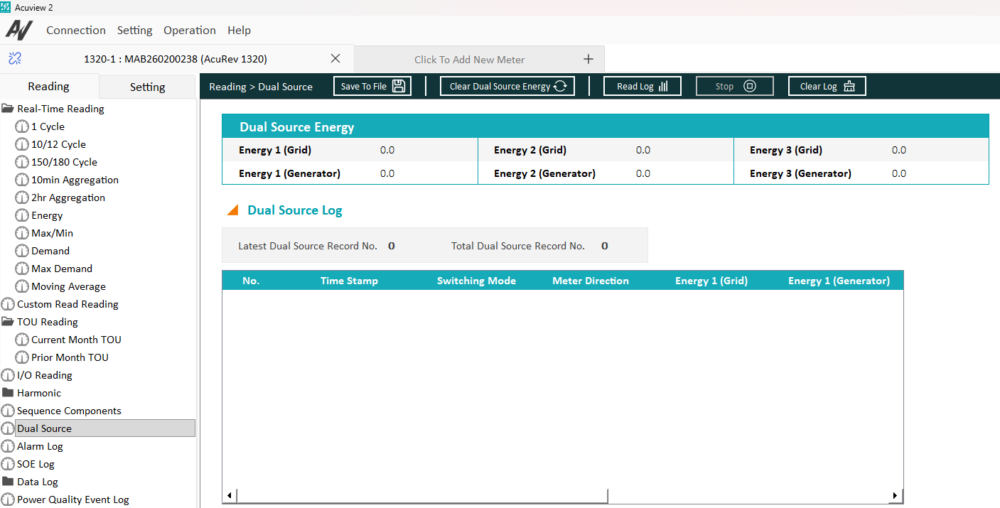 Acuview 2
Connection Setting Operation Help
1320-1 : MAB260200238 (AcuRev 1320)
Click To Add New Meter
Reading Setting
Reading > Dual Source
Save To File
Clear Dual Source Energy
Read Log
Stop
Clear Log
Real-Time Reading
1 Cycle
10/12 Cycle
150/180 Cycle
10min Aggregation
2hr Aggregation
Energy
Max/Min
Demand
Max Demand
Moving Average
Custom Read Reading
TOU Reading
Current Month TOU
Prior Month TOU
I/O Reading
Harmonic
Sequence Components
Dual Source
Alarm Log
SOE Log
Data Log
Power Quality Event Log
Dual Source Energy
Energy 1 (Grid) 0.0 Energy 2 (Grid) 0.0 Energy 3 (Grid) 0.0
Energy 1 (Generator) 0.0 Energy 2 (Generator) 0.0 Energy 3 (Generator) 0.0
Dual Source Log
Latest Dual Source Record No. 0 Total Dual Source Record No. 0
No. Time Stamp Switching Mode Meter Direction Energy 1 (Grid) Energy 1 (Generator)